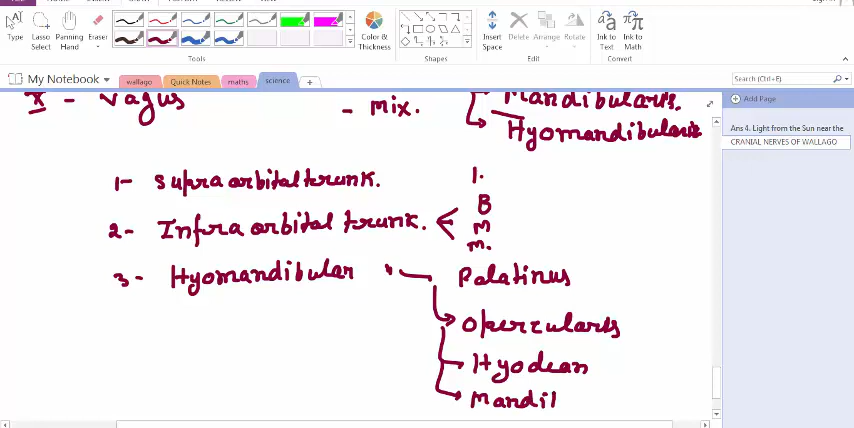 Type
Lasso Select
Panning Hand
Eraser
Color & Thickness
Insert Space
Delete
Arrange
Rotate
Ink to Text
Ink to Math
Tools
Shapes
Edit
Convert
My Notebook
wallago
Quick Notes
maths
science
Search (Ctrl+E)
Add Page
Ans 4. Light from the Sun near the
CRANIAL NERVES OF WALLAGO
X - Vagus - mix.
Mandibularis.
Hyomandibularis
1- Supra orbital trunk. 1.
2- Infra orbital trunk. B
m
m.
3- Hyomandibular Palatinus
Opercularis
Hyodean
Mandil